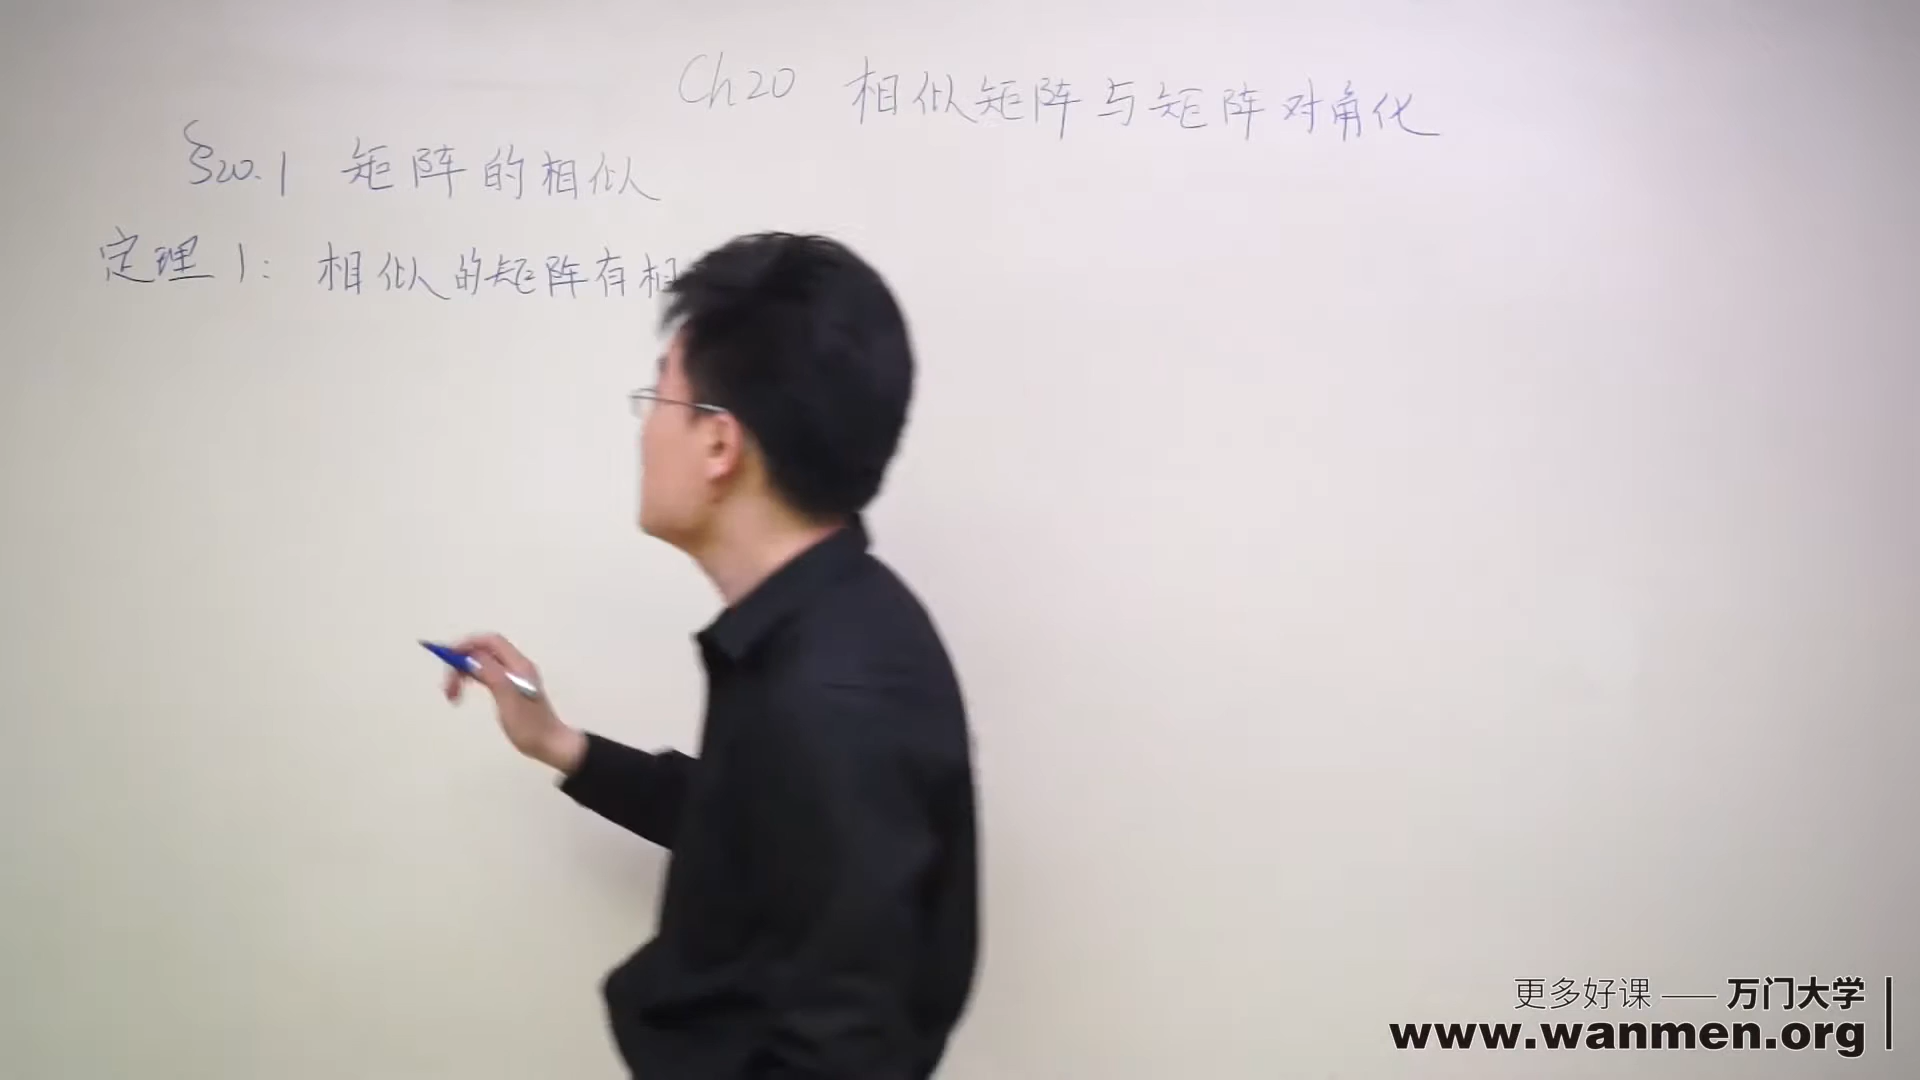 Ch20 相似矩阵与矩阵对角化
§20.1 矩阵的相似
定理1: 相似的矩阵有相
更多好课 —— 万门大学
www.wanmen.org